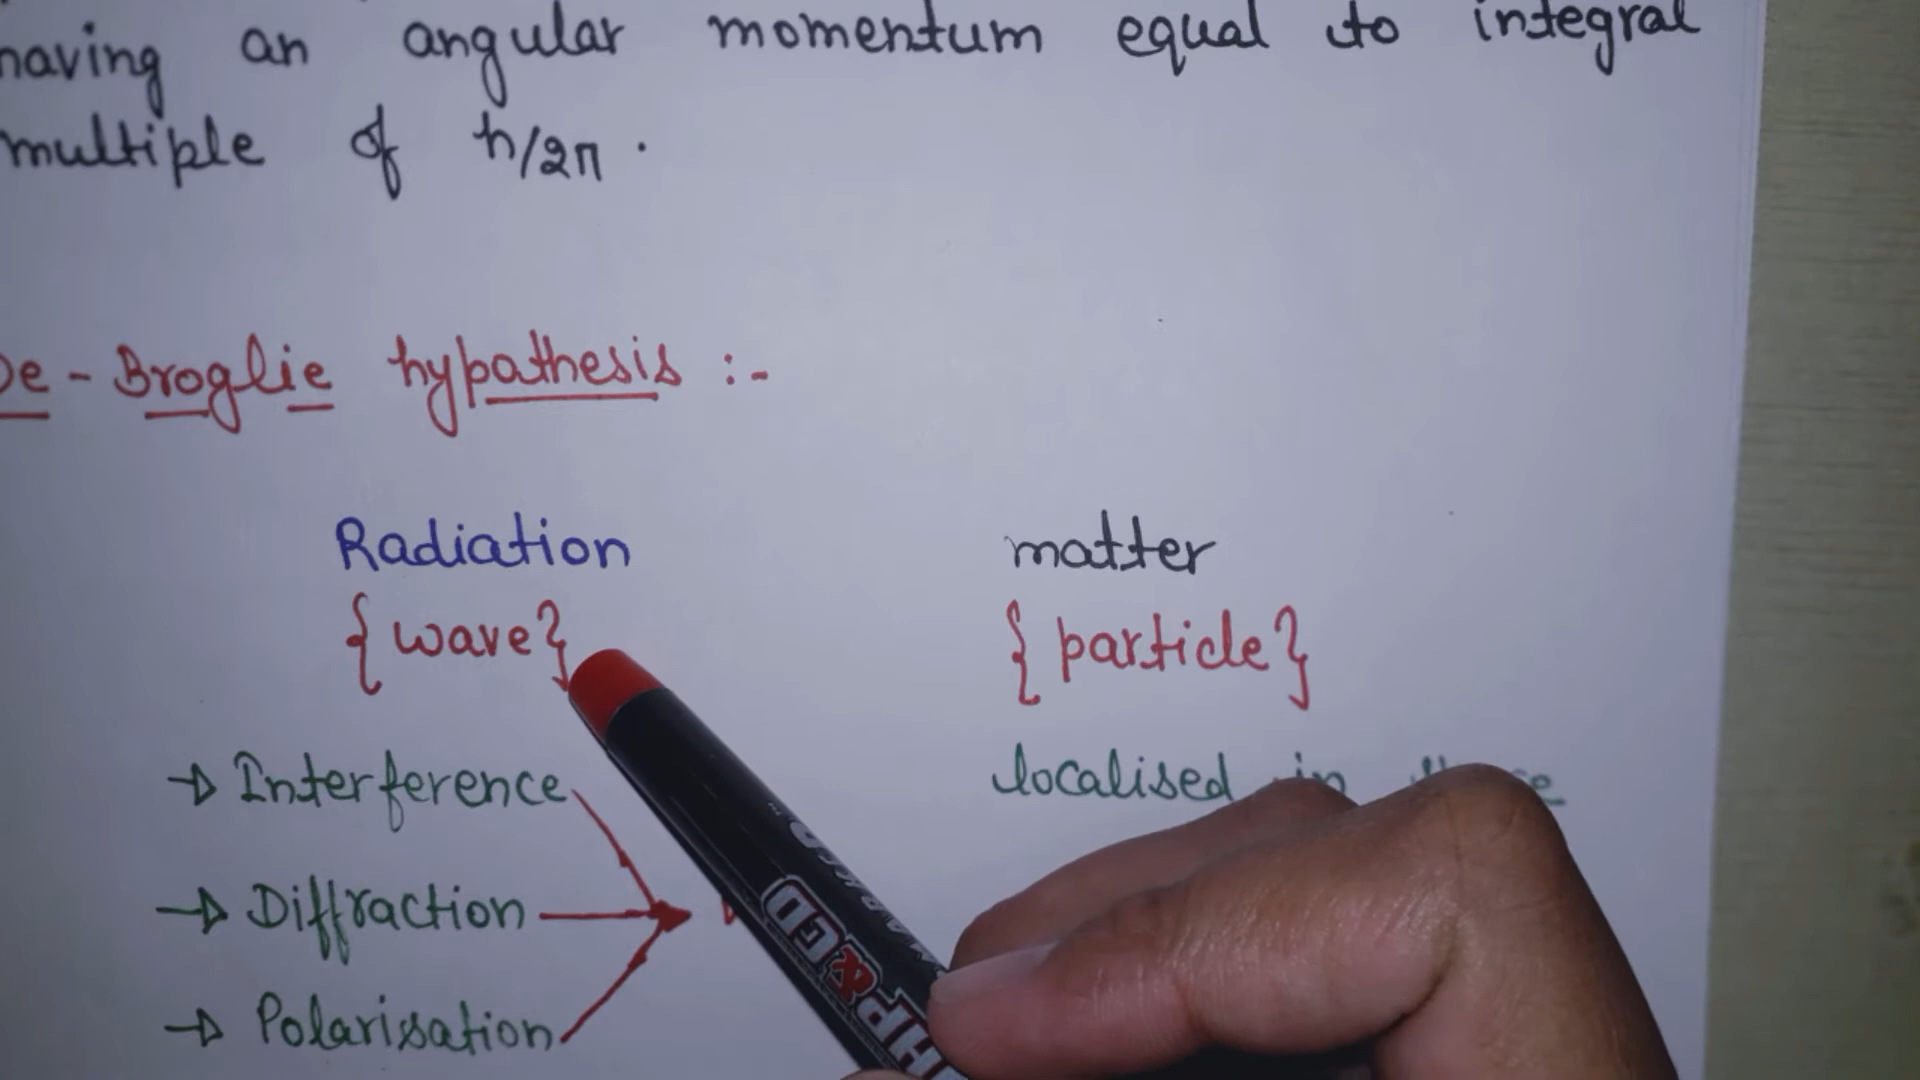 having an angular momentum equal to integral
multiple of h/2π.
De-Broglie hypathesis :-
Radiation matter
{wave} {particle}
→ Interference localised in
→ Diffraction
→ Polarisation